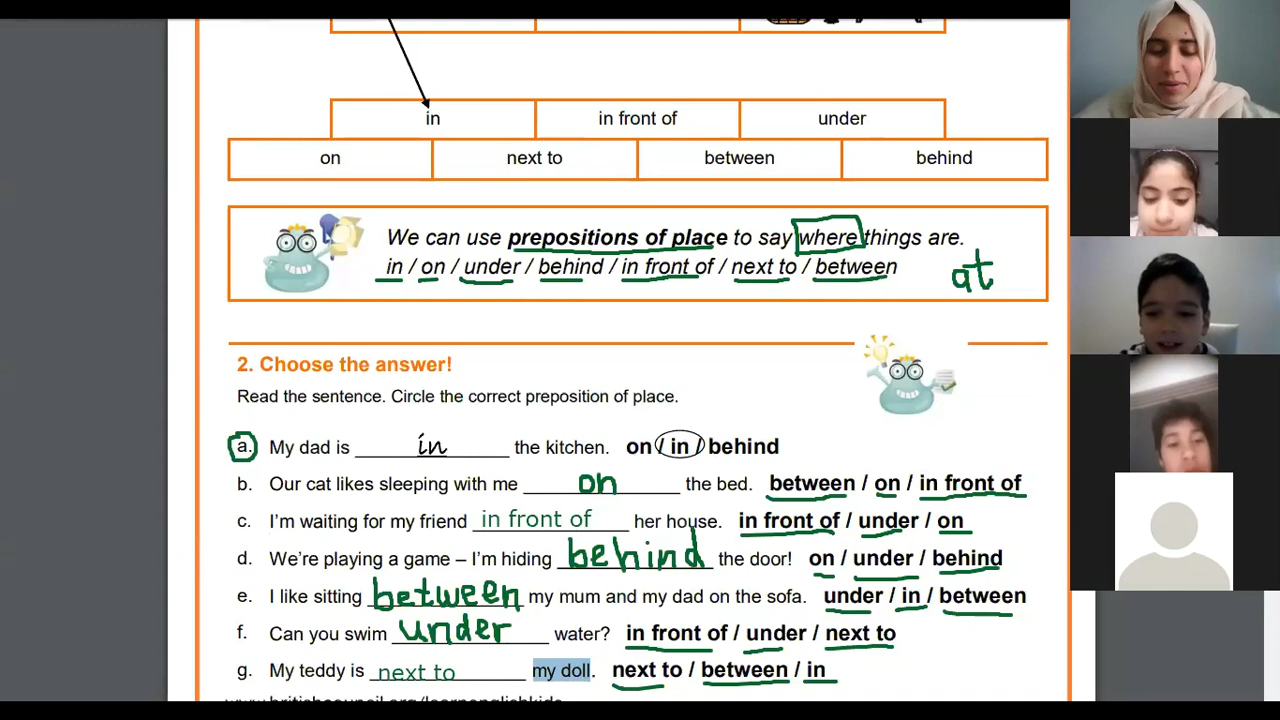 in
in front of
under
on
next to
between
behind
We can use prepositions of place to say where things are.
in / on / under / behind / in front of / next to / between
at
2. Choose the answer!
Read the sentence. Circle the correct preposition of place.
a. My dad is in the kitchen. on / in / behind
b. Our cat likes sleeping with me on the bed. between / on / in front of
c. I'm waiting for my friend in front of her house. in front of / under / on
d. We're playing a game – I'm hiding behind the door! on / under / behind
e. I like sitting between my mum and my dad on the sofa. under / in / between
f. Can you swim under water? in front of / under / next to
g. My teddy is next to my doll. next to / between / in
www.britishcouncil.org/learnenglishkids